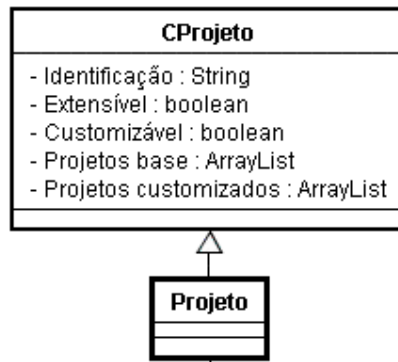 CProjeto
- Identificação : String
- Extensível : boolean
- Customizável : boolean
- Projetos base : ArrayList
- Projetos customizados : ArrayList
Projeto